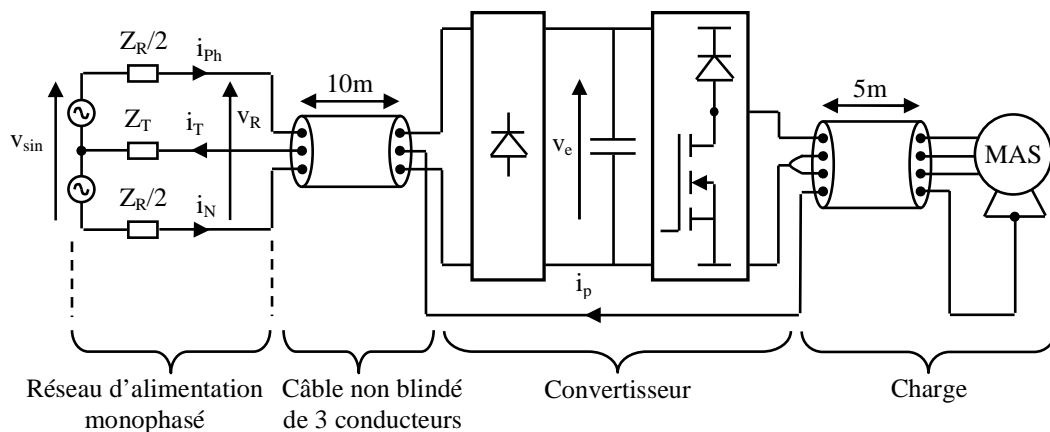 Z_R/2
i_Ph
10m
5m
v_sin
Z_T
i_T
v_R
v_e
MAS
Z_R/2
i_N
i_p
Réseau d'alimentation
monophasé
Câble non blindé
de 3 conducteurs
Convertisseur
Charge